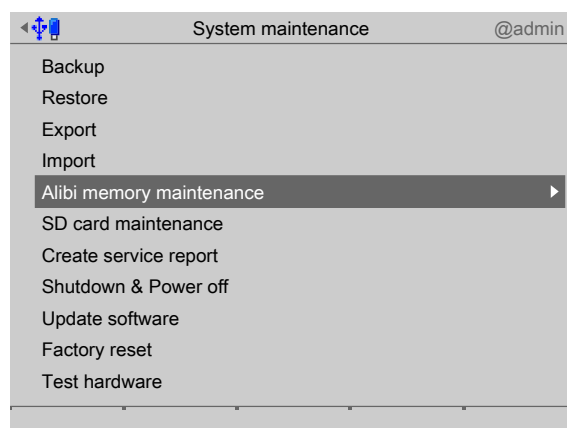 System maintenance @admin
Backup
Restore
Export
Import
Alibi memory maintenance
SD card maintenance
Create service report
Shutdown & Power off
Update software
Factory reset
Test hardware